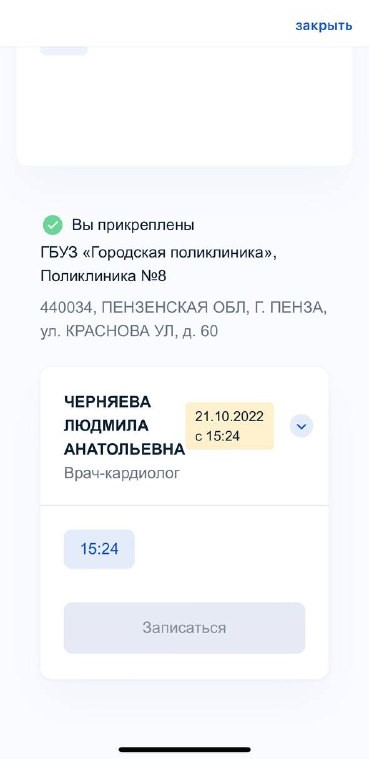 закрыть
Вы прикреплены
ГБУЗ «Городская поликлиника»,
Поликлиника №8
440034, ПЕНЗЕНСКАЯ ОБЛ, Г. ПЕНЗА,
ул. КРАСНОВА УЛ, д. 60
ЧЕРНЯЕВА
ЛЮДМИЛА
АНАТОЛЬЕВНА
Врач-кардиолог
21.10.2022
с 15:24
15:24
Записаться